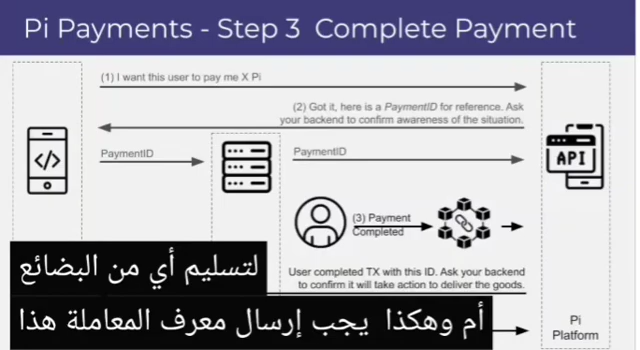 Pi Payments - Step 3 Complete Payment
(1) I want this user to pay me X Pi
(2) Got it, here is a PaymentID for reference. Ask
your backend to confirm awareness of the situation.
PaymentID
PaymentID
</>
API
(3) Payment
Completed
User completed TX with this ID. Ask your backend
to confirm it will take action to deliver the goods.
لتسليم أي من البضائع
أم وهكذا يجب إرسال معرف المعاملة هذا
Pi
Platform